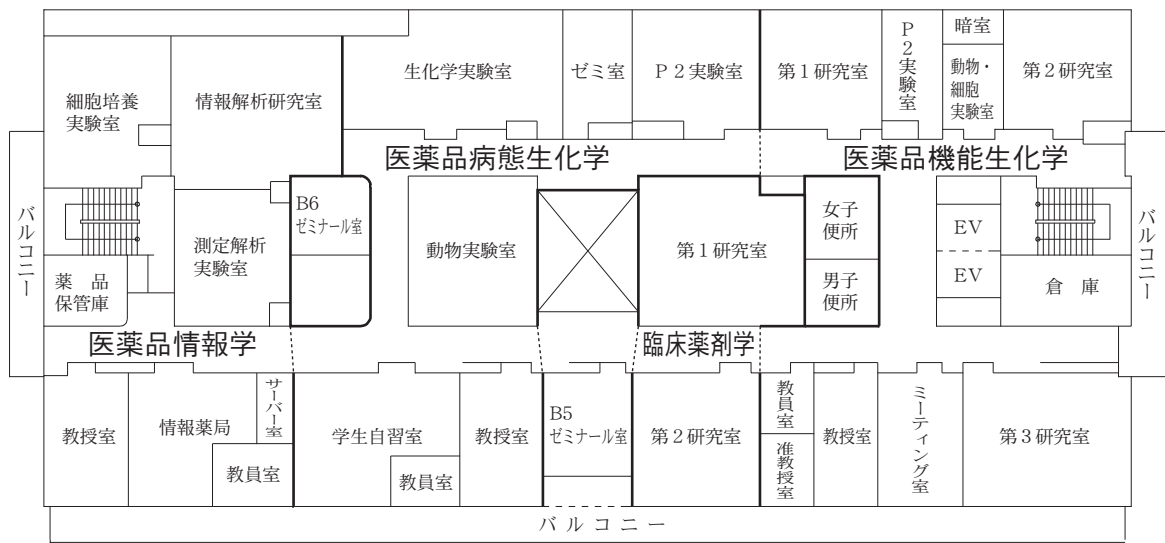 細胞培養
実験室
情報解析研究室
生化学実験室
ゼミ室
Ｐ２実験室
第１研究室
Ｐ２実験室
暗室
動物・
細胞
実験室
第２研究室
医薬品病態生化学
医薬品機能生化学
バルコニー
測定解析
実験室
B6
ゼミナール室
動物実験室
第１研究室
女子
便所
男子
便所
EV
EV
倉　庫
バルコニー
薬　品
保管庫
医薬品情報学
臨床薬剤学
教授室
情報薬局
サーバー室
教員室
学生自習室
教員室
教授室
B5
ゼミナール室
第２研究室
教員室
准教授室
教授室
ミーティング室
第３研究室
バルコニー